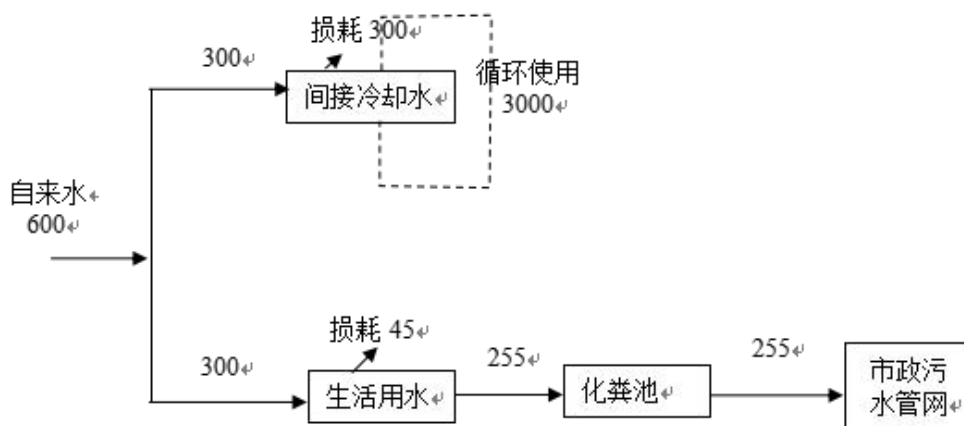 损耗 300↵
300↵
间接冷却水↵
循环使用
3000↵
自来水↵
600↵
损耗 45↵
300↵
生活用水↵
255↵
化粪池↵
255↵
市政污
水管网↵